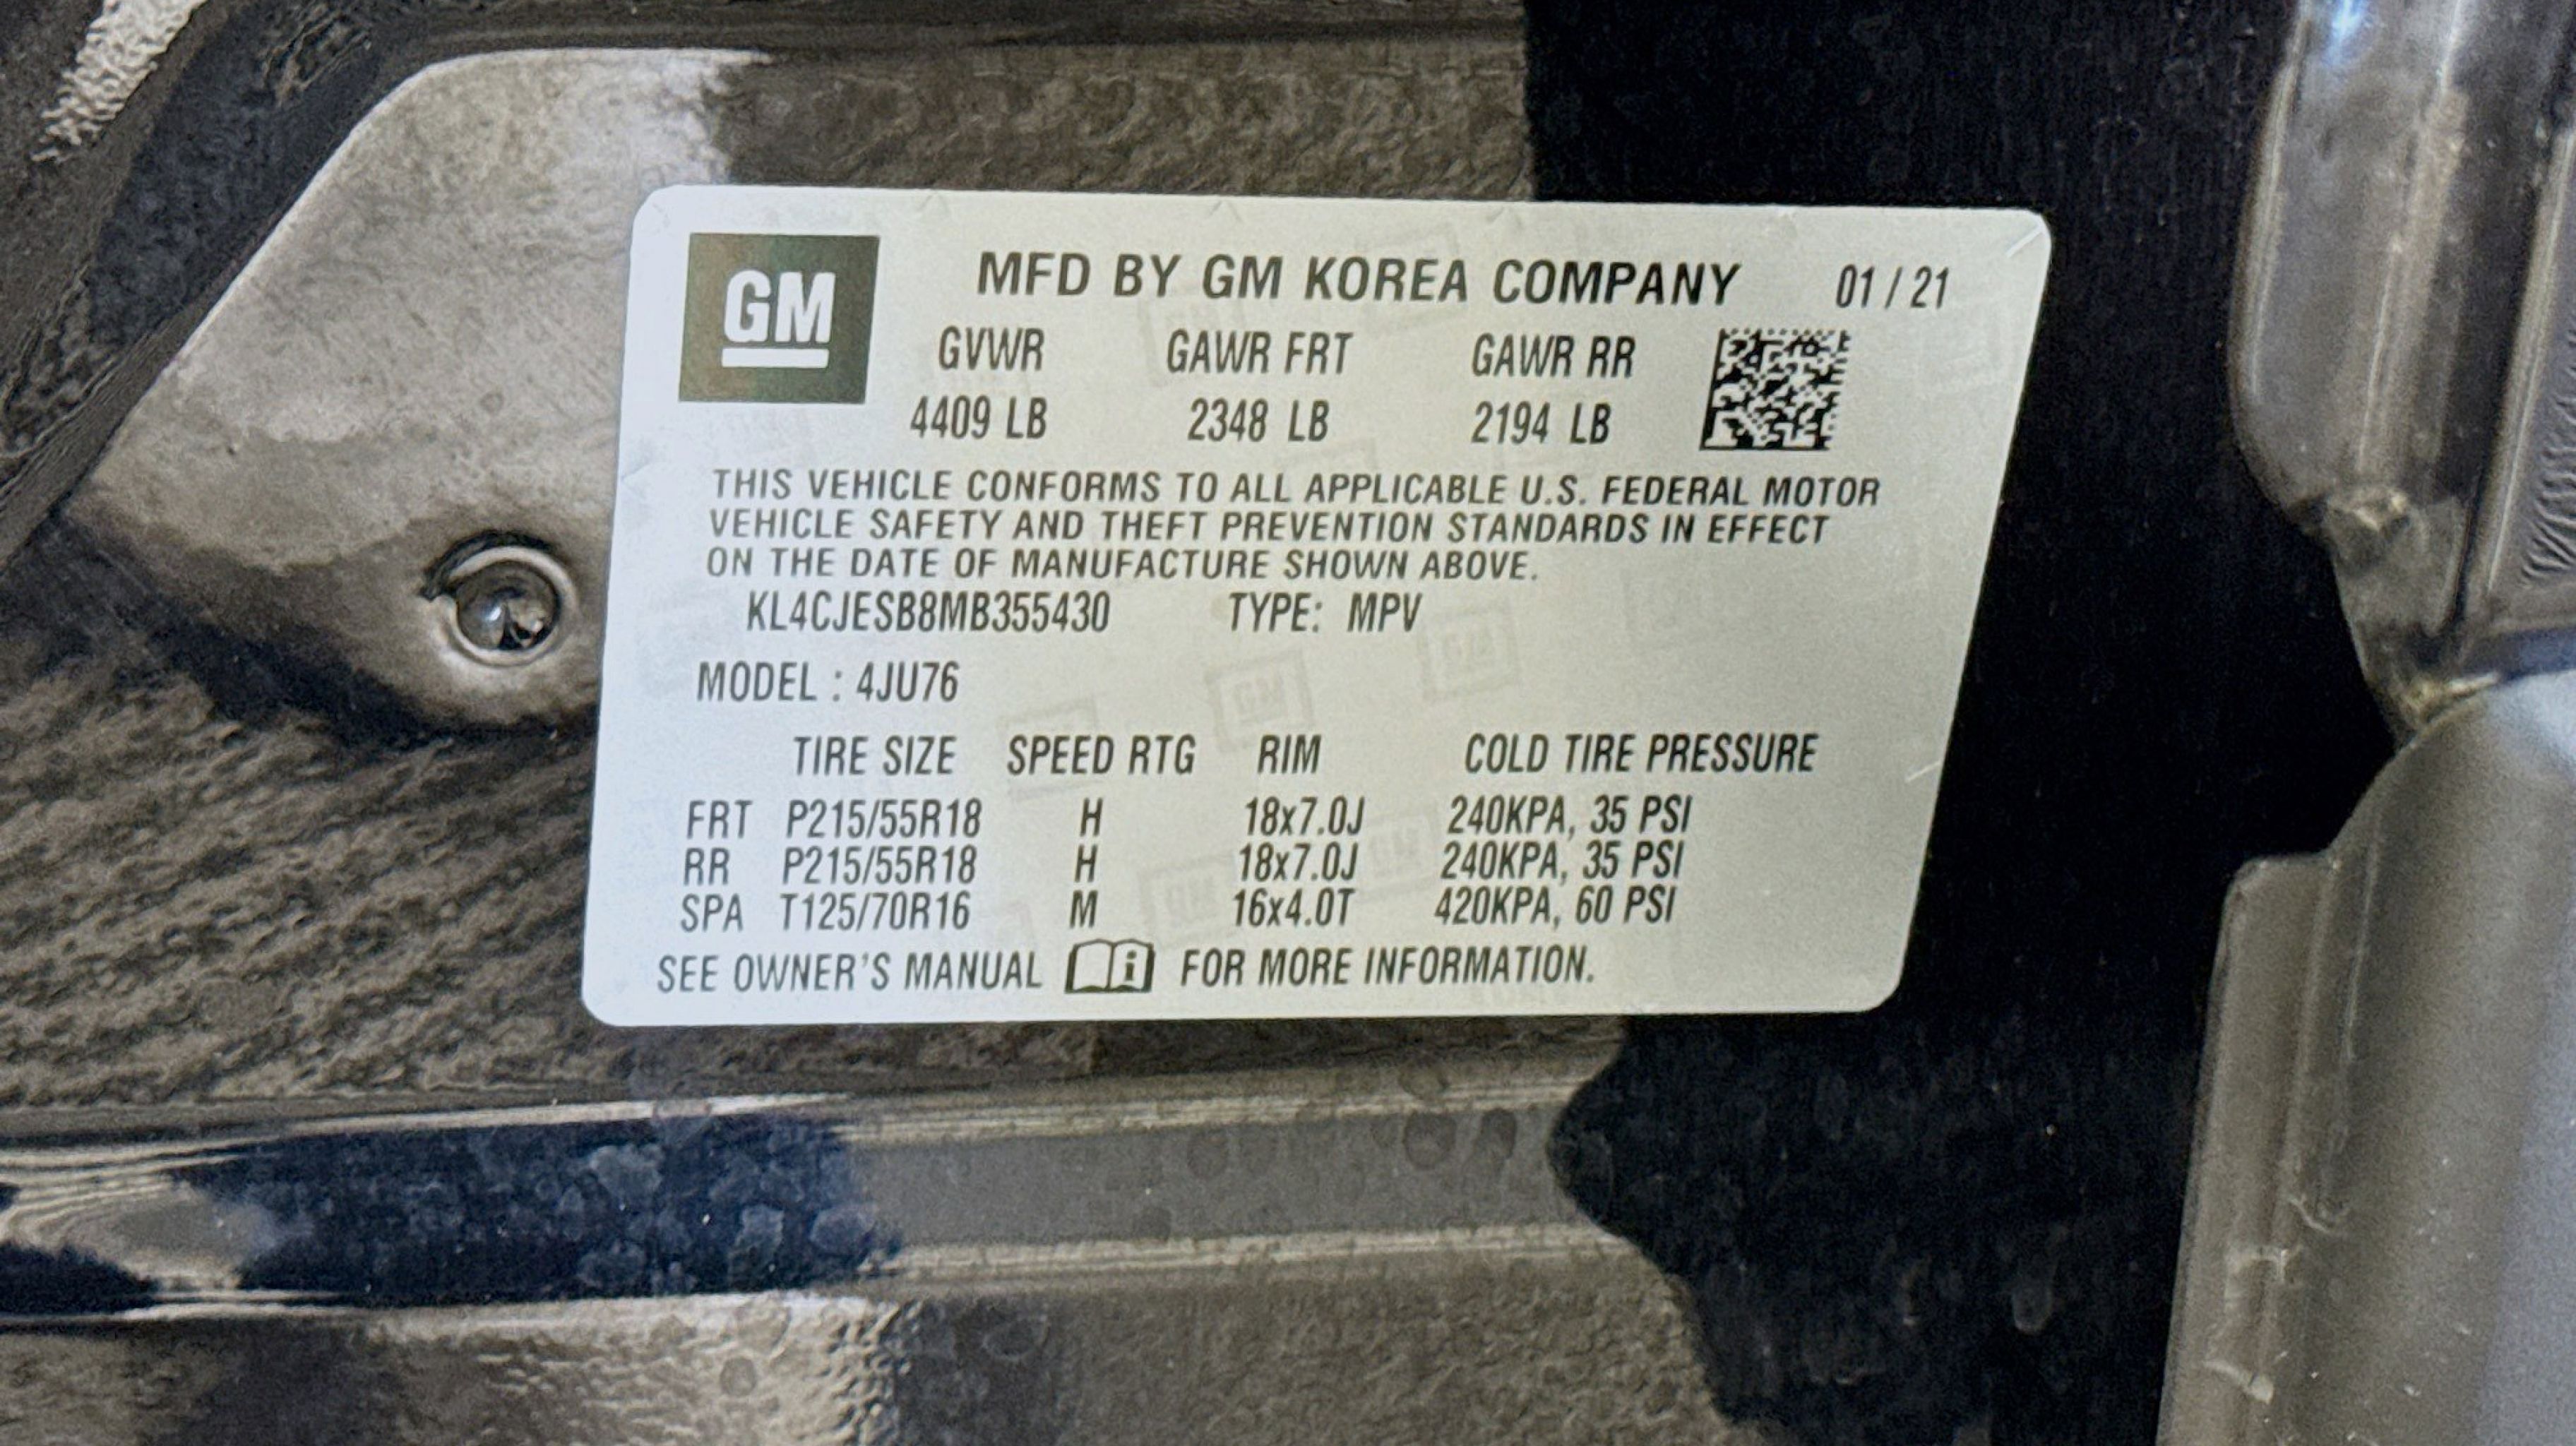 GM MFD BY GM KOREA COMPANY 01 / 21
GVWR GAWR FRT GAWR RR
4409 LB 2348 LB 2194 LB
THIS VEHICLE CONFORMS TO ALL APPLICABLE U.S. FEDERAL MOTOR
VEHICLE SAFETY AND THEFT PREVENTION STANDARDS IN EFFECT
ON THE DATE OF MANUFACTURE SHOWN ABOVE.
KL4CJESB8MB355430 TYPE: MPV
MODEL : 4JU76
TIRE SIZE SPEED RTG RIM COLD TIRE PRESSURE
FRT P215/55R18 H 18x7.0J 240KPA, 35 PSI
RR P215/55R18 H 18x7.0J 240KPA, 35 PSI
SPA T125/70R16 M 16x4.0T 420KPA, 60 PSI
SEE OWNER'S MANUAL FOR MORE INFORMATION.